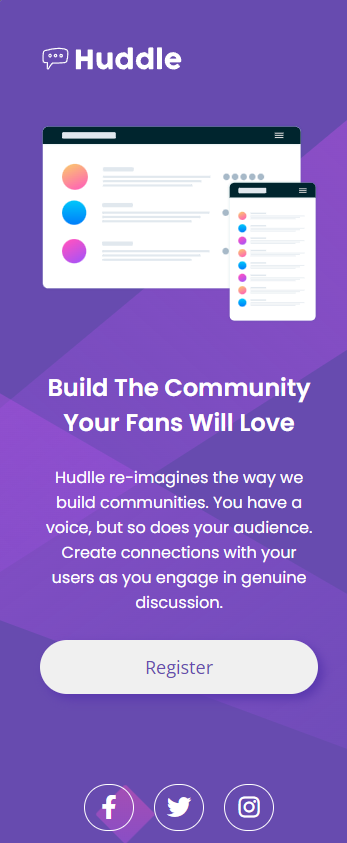 Huddle
Build The Community
Your Fans Will Love
Hudlle re-imagines the way we
build communities. You have a
voice, but so does your audience.
Create connections with your
users as you engage in genuine
discussion.
Register